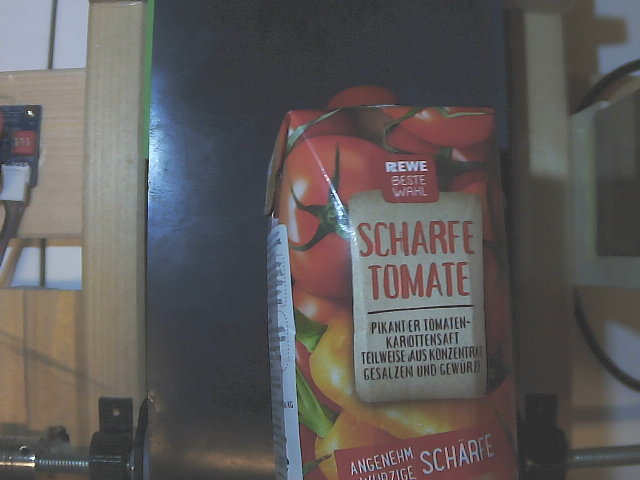 REWE
BESTE
WAHL
SCHARFE
TOMATE
PIKANTER TOMATEN-
KAROTTENSAFT
TEILWEISE AUS KONZENTRAT
GESALZEN UND GEWÜRZT
ANGENEHM
WÜRZIGE SCHÄRFE